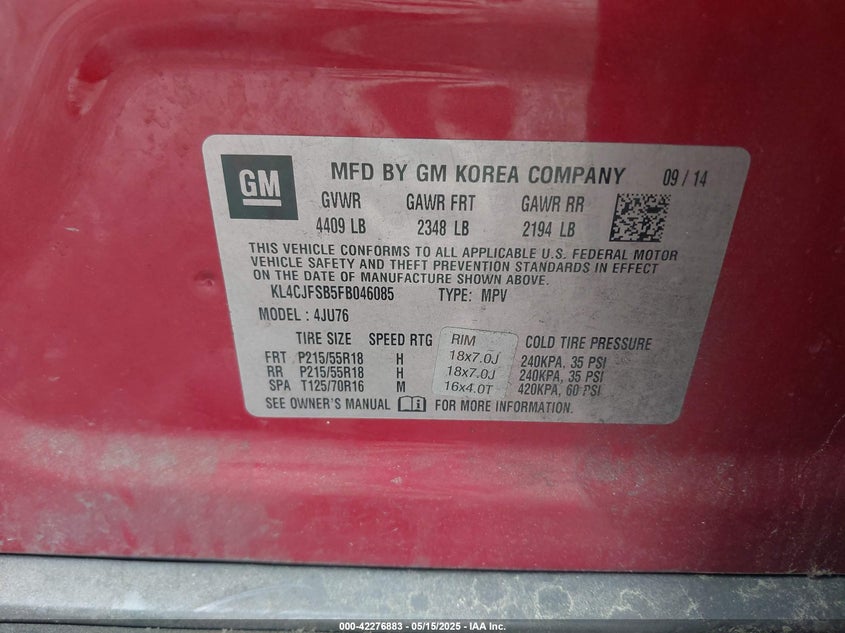 GM
MFD BY GM KOREA COMPANY 09 / 14
GVWR GAWR FRT GAWR RR
4409 LB 2348 LB 2194 LB
THIS VEHICLE CONFORMS TO ALL APPLICABLE U.S. FEDERAL MOTOR
VEHICLE SAFETY AND THEFT PREVENTION STANDARDS IN EFFECT
ON THE DATE OF MANUFACTURE SHOWN ABOVE.
KL4CJFSB5FB046085 TYPE: MPV
MODEL : 4JU76
TIRE SIZE SPEED RTG RIM COLD TIRE PRESSURE
FRT P215/55R18 H 18x7.0J 240KPA, 35 PSI
RR P215/55R18 H 18x7.0J 240KPA, 35 PSI
SPA T125/70R16 M 16x4.0T 420KPA, 60 PSI
SEE OWNER'S MANUAL FOR MORE INFORMATION.
000-42276883 - 05/15/2025 - IAA Inc.